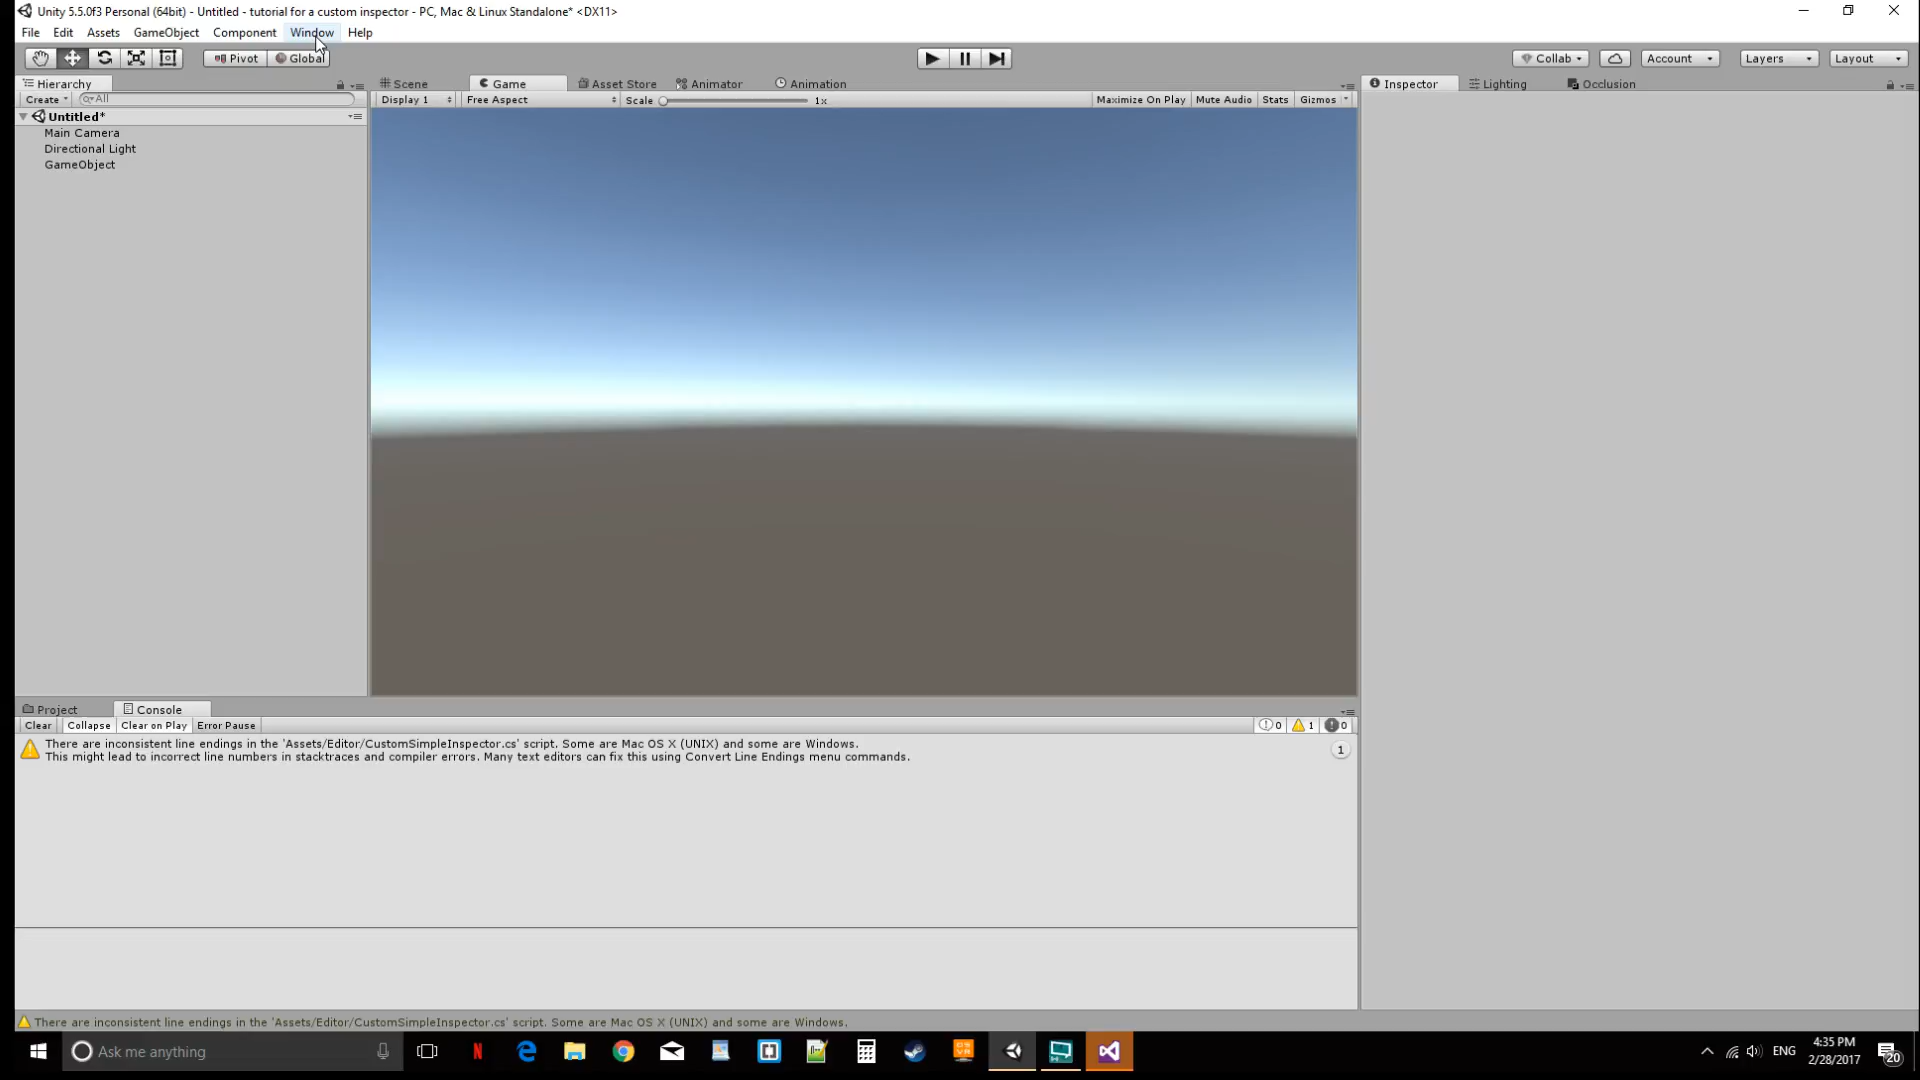 Unity 5.5.0f3 Personal (64bit) - Untitled - tutorial for a custom inspector - PC, Mac & Linux Standalone* <DX11>
File Edit Assets GameObject Component Window Help
Pivot Global Collab Account Layers Layout
Hierarchy Scene Game Asset Store Animator Animation Inspector Lighting Occlusion
Create All Display 1 Free Aspect Scale 1x Maximize On Play Mute Audio Stats Gizmos
Untitled*
Main Camera
Directional Light
GameObject
Project Console
Clear Collapse Clear on Play Error Pause 0 1 0
There are inconsistent line endings in the 'Assets/Editor/CustomSimpleInspector.cs' script. Some are Mac OS X (UNIX) and some are Windows.
This might lead to incorrect line numbers in stacktraces and compiler errors. Many text editors can fix this using Convert Line Endings menu commands.
1
There are inconsistent line endings in the 'Assets/Editor/CustomSimpleInspector.cs' script. Some are Mac OS X (UNIX) and some are Windows.
Ask me anything
ENG
4:35 PM
2/28/2017
20